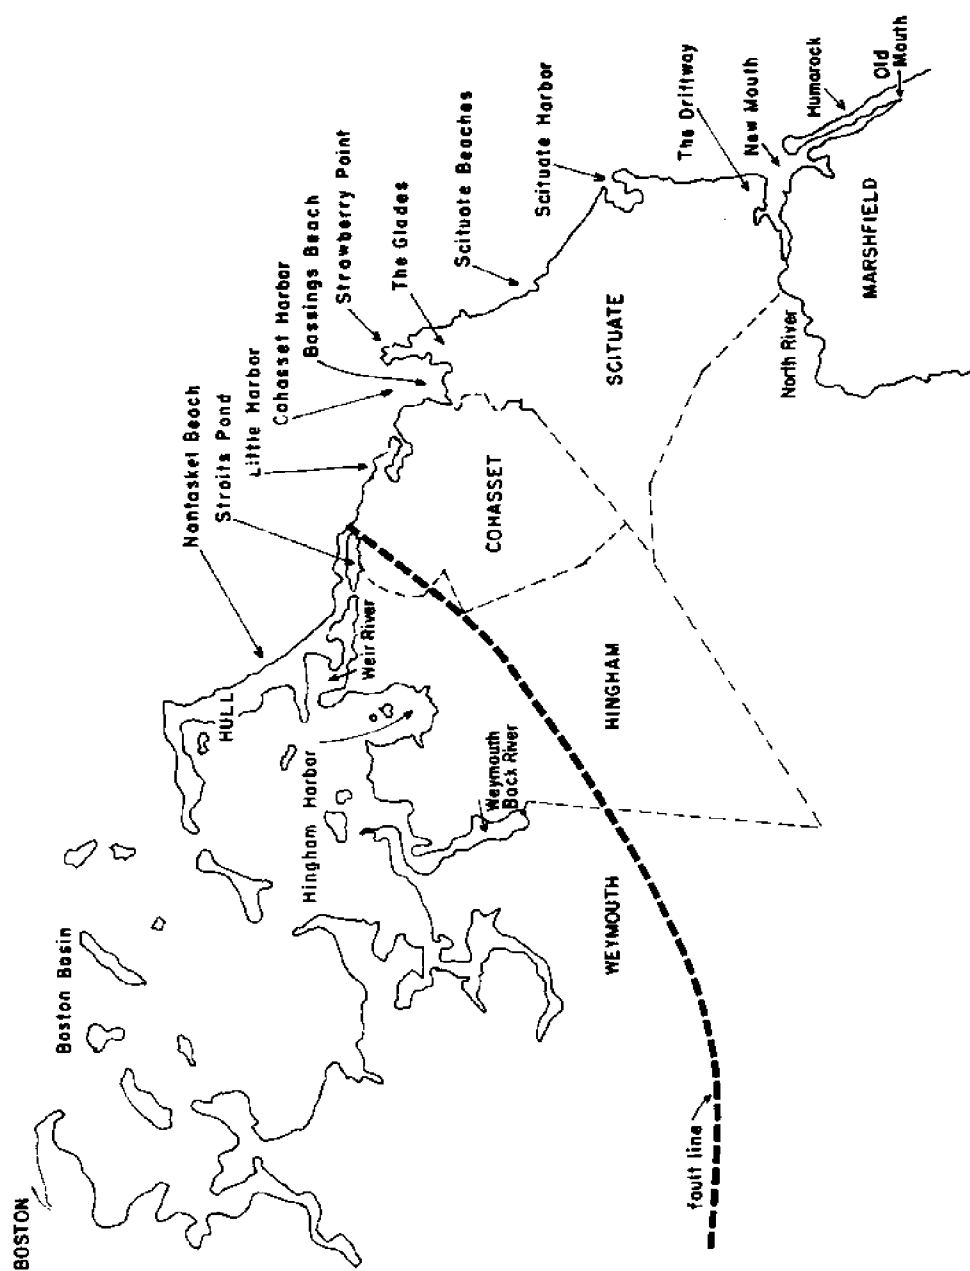 BOSTON
Boston Basin
HULL
Nantasket Beach
Straits Pond
Little Harbor
Cohasset Harbor
Bassings Beach
Strawberry Point
The Glades
Scituate Beaches
Scituate Harbor
The Driftway
New Mouth
Humarock
Old
Mouth
Hingham Harbor
Weir River
Weymouth
Back River
COHASSET
SCITUATE
North River
MARSHFIELD
HINGHAM
WEYMOUTH
fault line